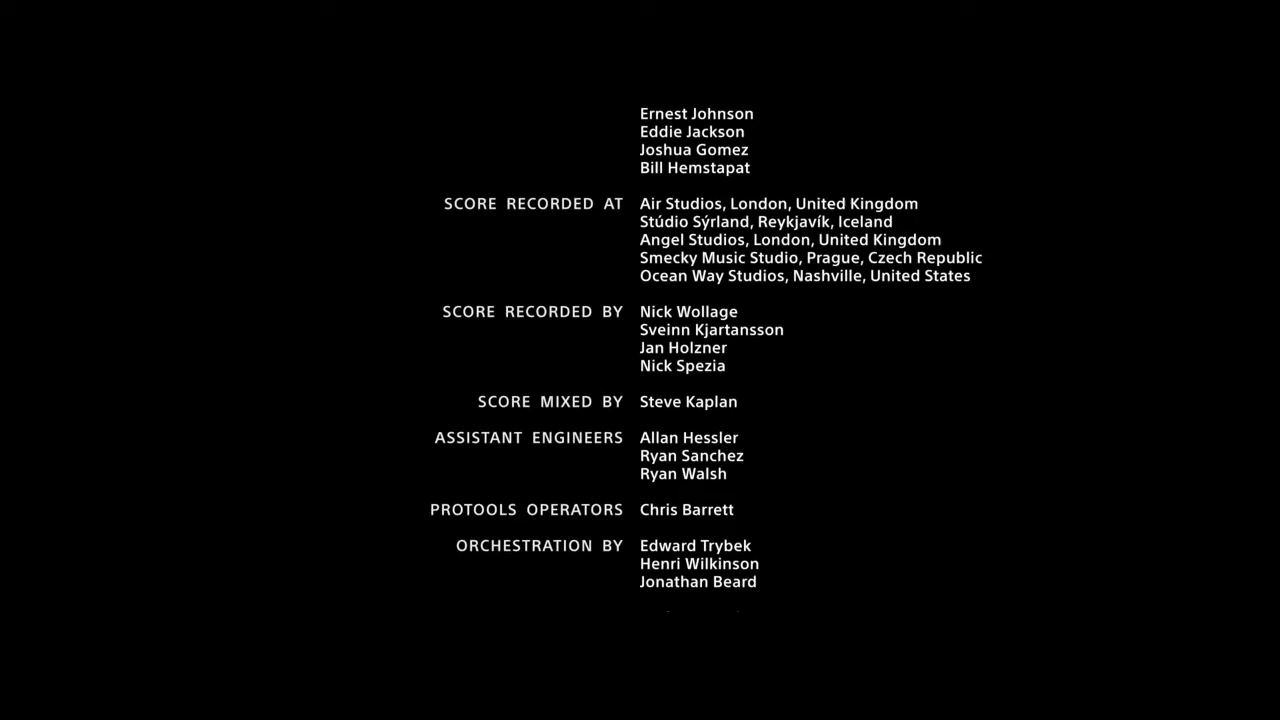 Ernest Johnson
Eddie Jackson
Joshua Gomez
Bill Hemstapat
SCORE RECORDED AT Air Studios, London, United Kingdom
Stúdio Sýrland, Reykjavík, Iceland
Angel Studios, London, United Kingdom
Smecky Music Studio, Prague, Czech Republic
Ocean Way Studios, Nashville, United States
SCORE RECORDED BY Nick Wollage
Sveinn Kjartansson
Jan Holzner
Nick Spezia
SCORE MIXED BY Steve Kaplan
ASSISTANT ENGINEERS Allan Hessler
Ryan Sanchez
Ryan Walsh
PROTOOLS OPERATORS Chris Barrett
ORCHESTRATION BY Edward Trybek
Henri Wilkinson
Jonathan Beard